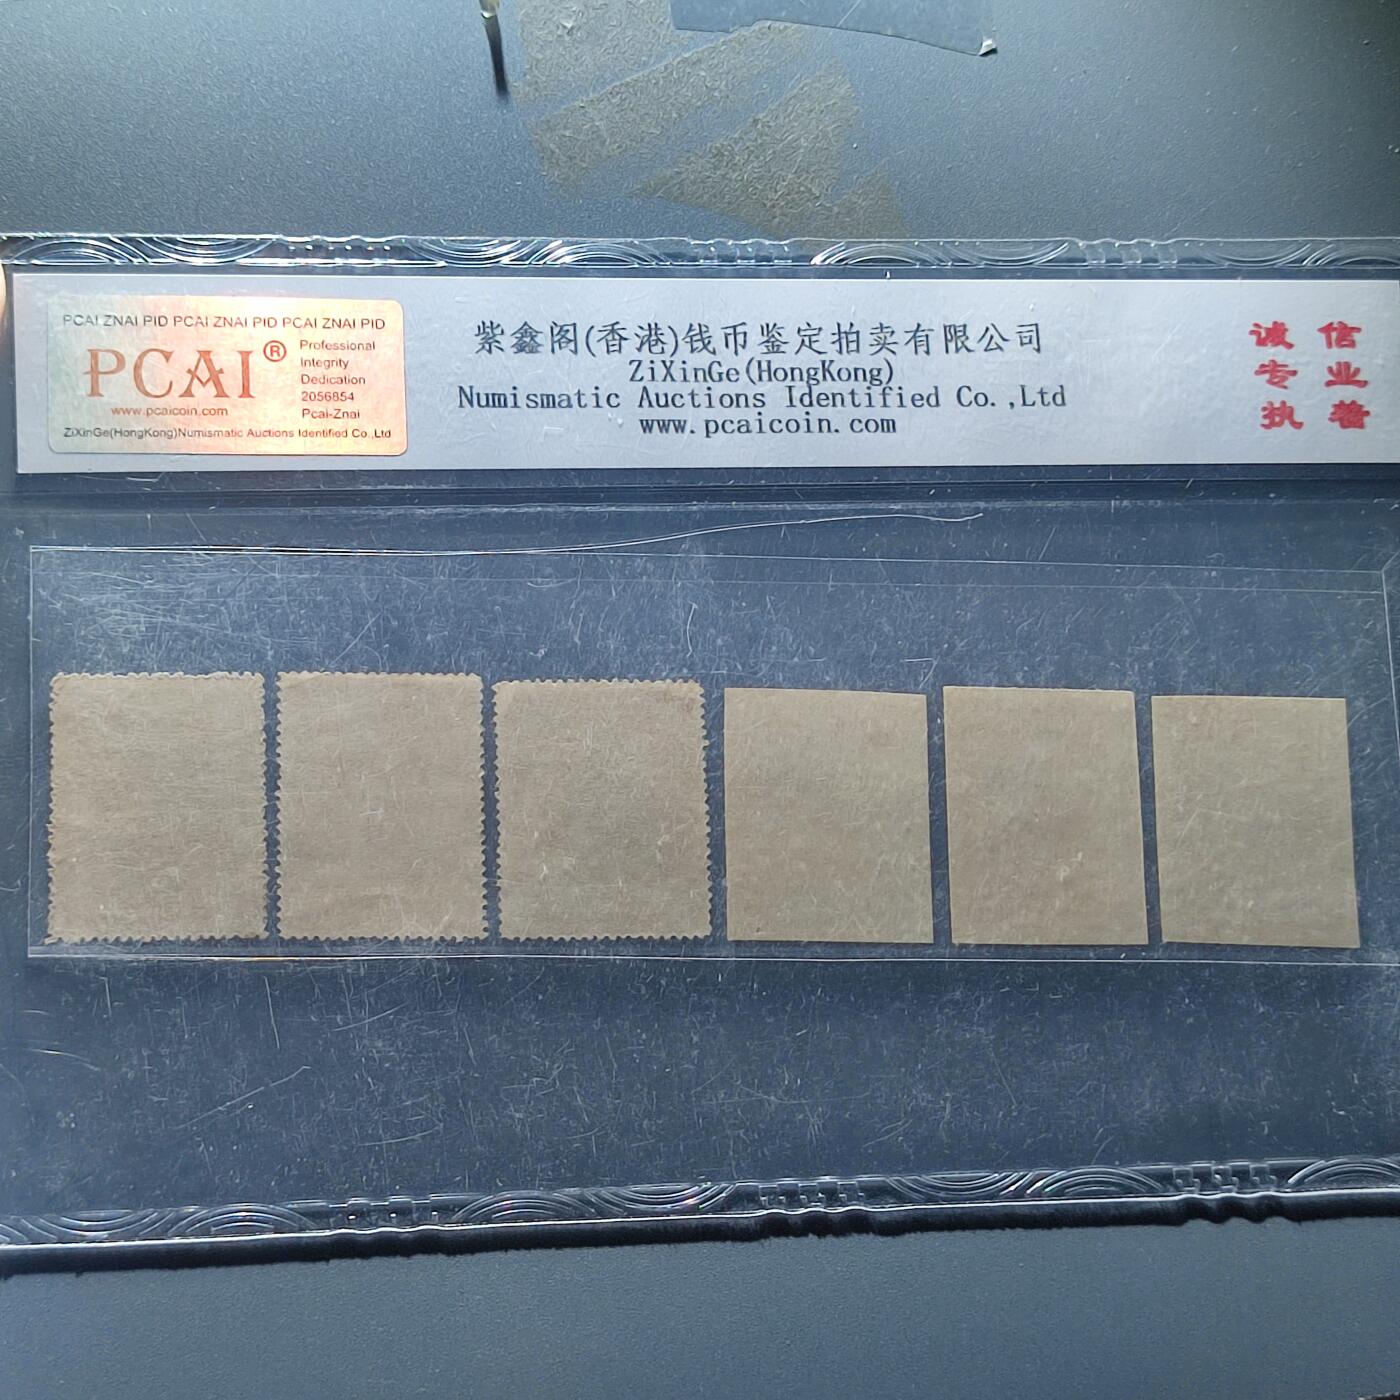 PCAI ZNAI PID PCAI ZNAI PID PCAI ZNAI PID
PCAI®
www.pcaicoin.com
Professional
Integrity
Dedication
2056854
Pcai-Znai
ZiXinGe(HongKong)Numismatic Auctions Identified Co.,Ltd
紫鑫阁(香港)钱币鉴定拍卖有限公司
ZiXinGe(HongKong)
Numismatic Auctions Identified Co.,Ltd
www.pcaicoin.com
诚信
专业
执着